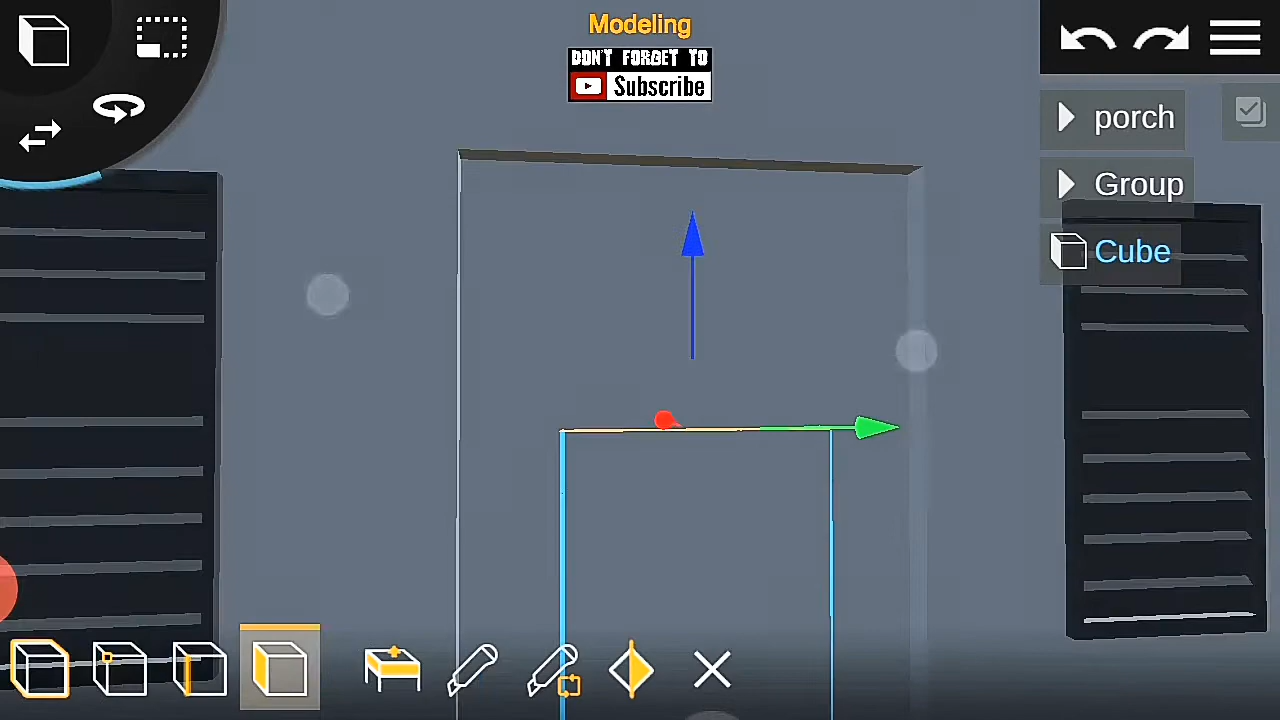 Modeling
DON'T FORGET TO
Subscribe
porch
Group
Cube